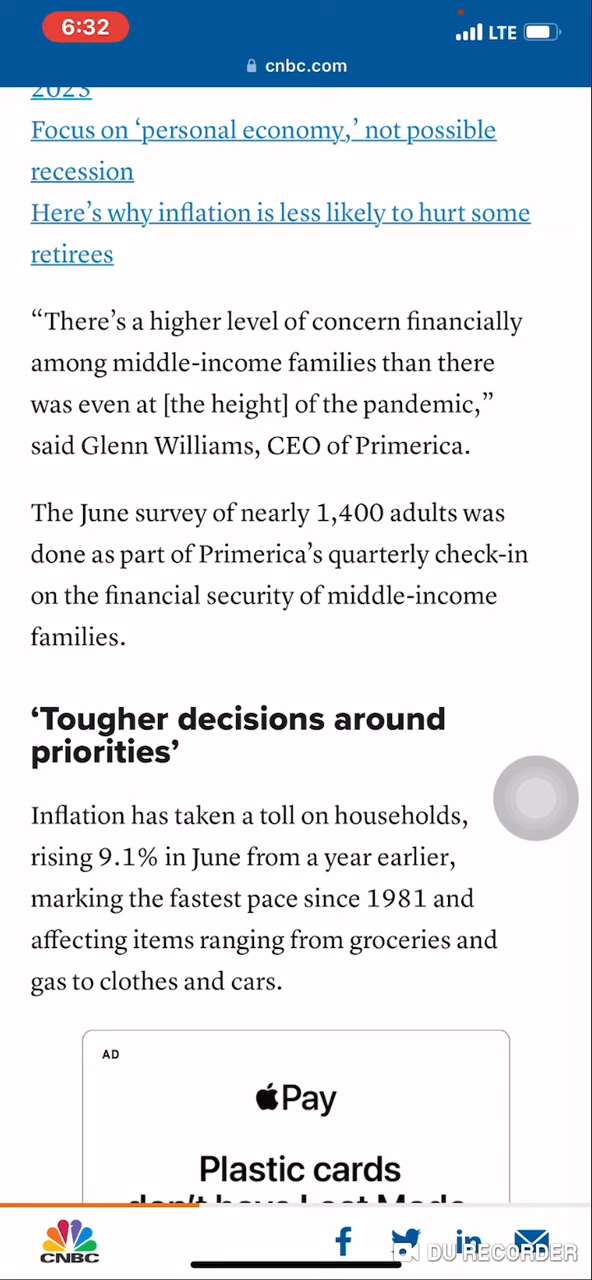 6:32
LTE
cnbc.com
2023
Focus on ‘personal economy,’ not possible
recession
Here’s why inflation is less likely to hurt some
retirees
“There’s a higher level of concern financially
among middle-income families than there
was even at [the height] of the pandemic,”
said Glenn Williams, CEO of Primerica.
The June survey of nearly 1,400 adults was
done as part of Primerica’s quarterly check-in
on the financial security of middle-income
families.
‘Tougher decisions around
priorities’
Inflation has taken a toll on households,
rising 9.1% in June from a year earlier,
marking the fastest pace since 1981 and
affecting items ranging from groceries and
gas to clothes and cars.
AD
Pay
Plastic cards
don’t have Lost Mode
CNBC
f
in
DU RECORDER